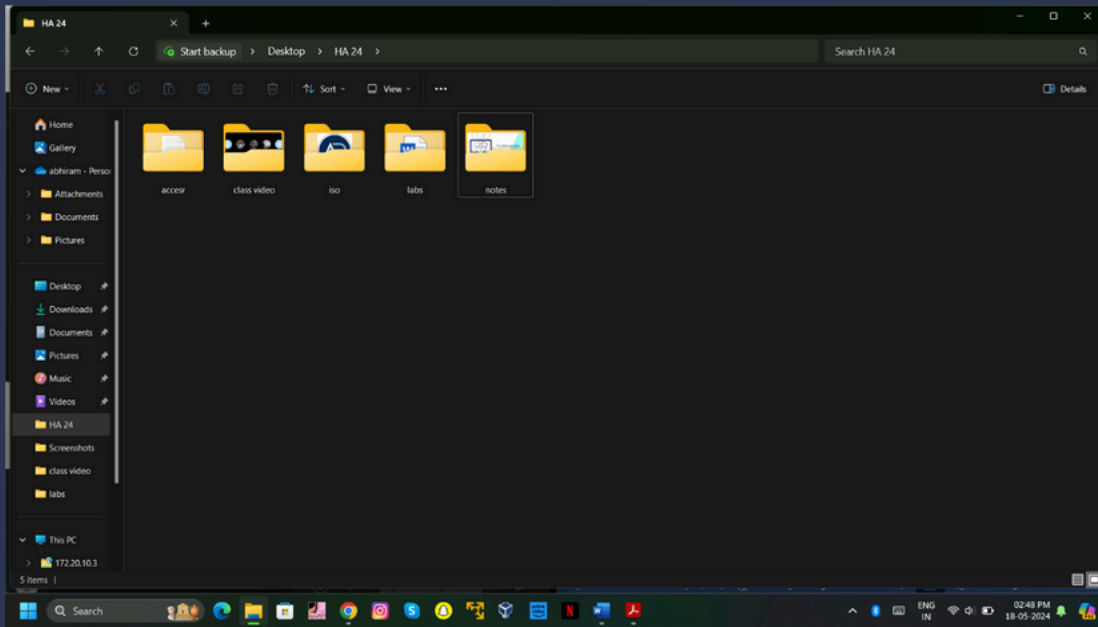 HA 24
Start backup > Desktop > HA 24 >
Search HA 24
New
Sort
View
Details
Home
Gallery
abhiram - Perso
Attachments
Documents
Pictures
Desktop
Downloads
Documents
Pictures
Music
Videos
HA 24
Screenshots
class video
labs
This PC
172.20.10.3
accesr
class video
iso
labs
notes
5 items
Search
ENG
IN
02:48 PM
18-05-2024